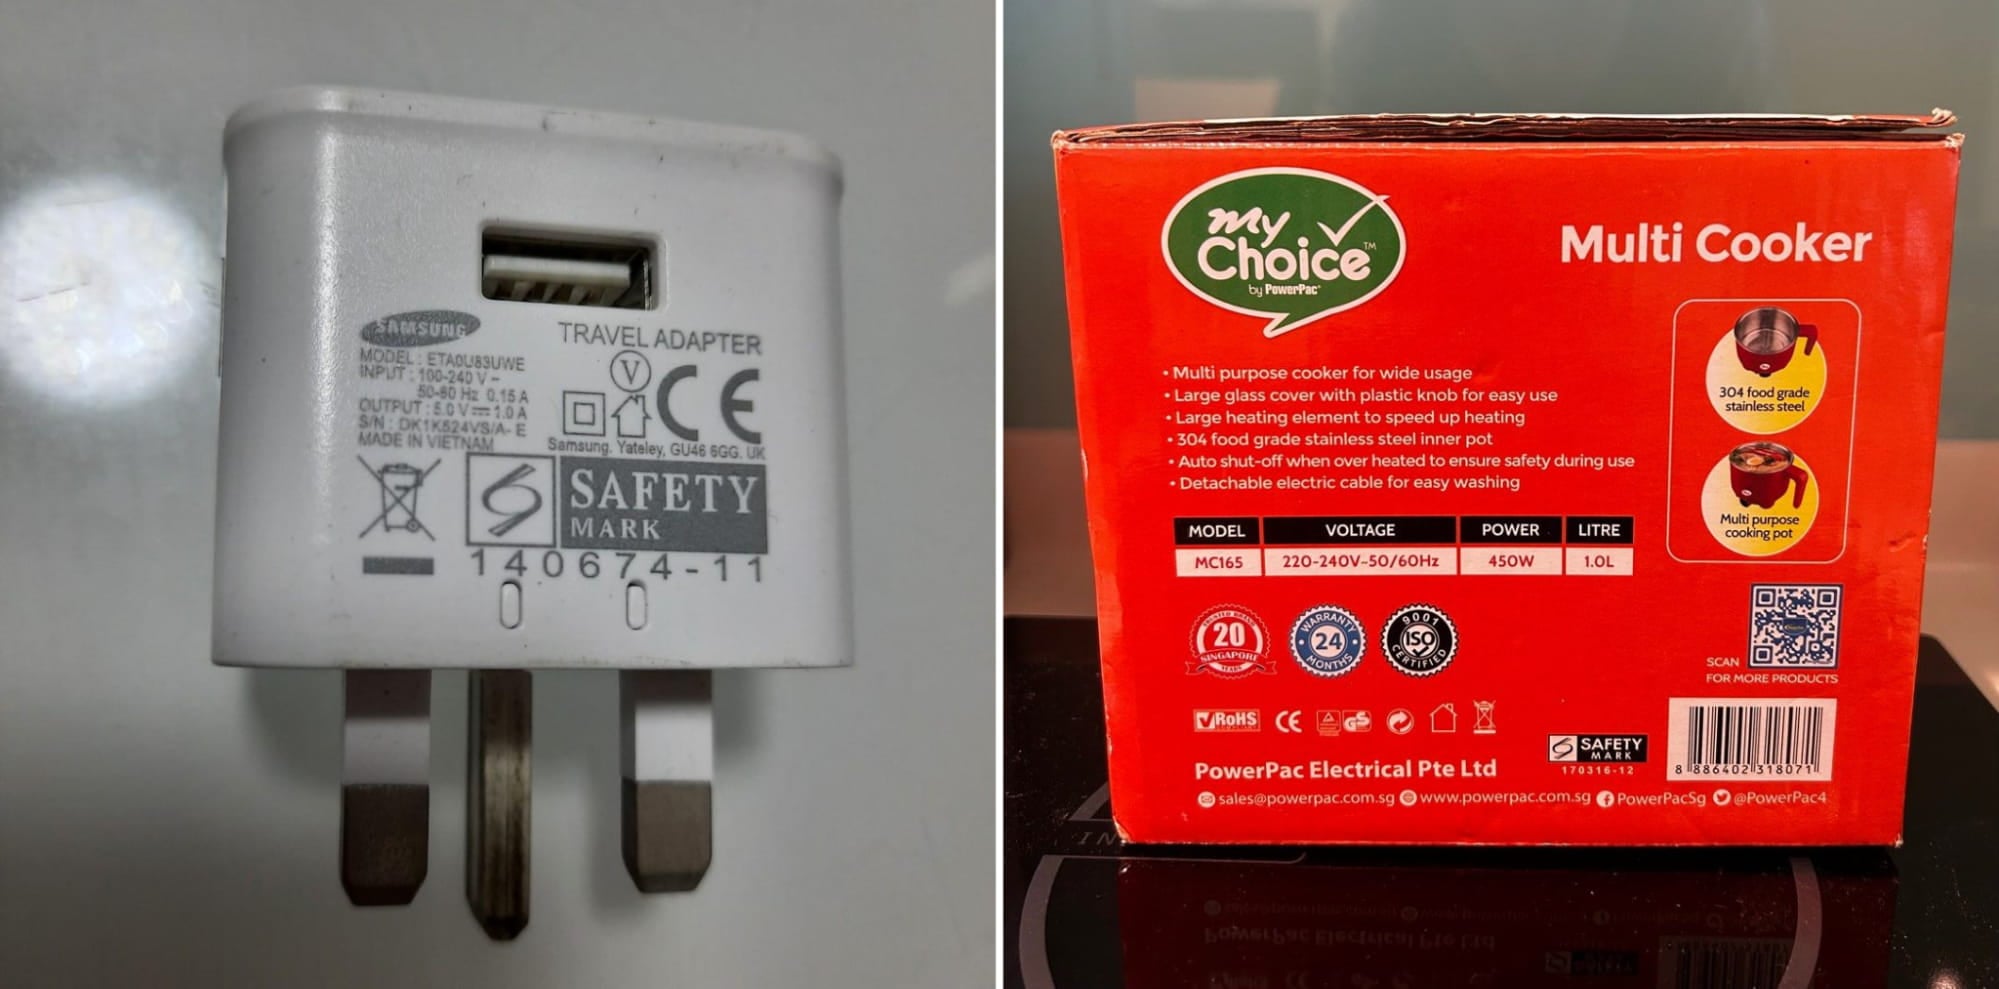 SAMSUNG
TRAVEL ADAPTER
MODEL : ETA0U83UWE
INPUT : 100-240 V ~
50-60 Hz 0.15 A
OUTPUT : 5.0 V ⎓ 1.0 A
S/N : DK1K524VS/A- E
MADE IN VIETNAM
V
CE
Samsung. Yateley, GU46 6GG. UK
SAFETY
MARK
140674-11
my
Choice™
by PowerPac®
Multi Cooker
• Multi purpose cooker for wide usage
• Large glass cover with plastic knob for easy use
• Large heating element to speed up heating
• 304 food grade stainless steel inner pot
• Auto shut-off when over heated to ensure safety during use
• Detachable electric cable for easy washing
304 food grade
stainless steel
Multi purpose
cooking pot
MODEL VOLTAGE POWER LITRE
MC165 220-240V~50/60Hz 450W 1.0L
TRUSTED BRAND
20
SINGAPORE
YEARS
WARRANTY
24
MONTHS
9001
ISO
CERTIFIED
SCAN
FOR MORE PRODUCTS
RoHS
CE
GS
SAFETY
MARK
170316-12
8 886402 318071
PowerPac Electrical Pte Ltd
sales@powerpac.com.sg www.powerpac.com.sg PowerPacSg @PowerPac4
IN